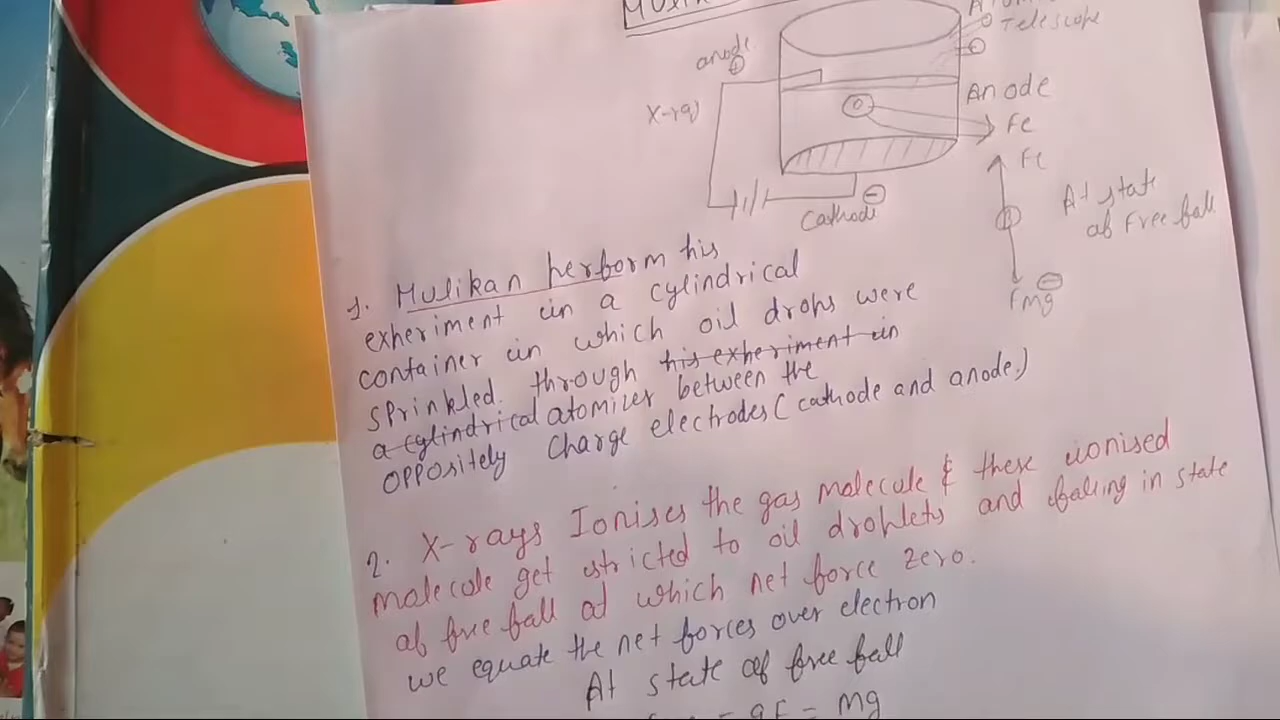 Mulik
Telescope
anode
⊕
X-ray
Anode
Fe
Fe
At state
of Free fall
Cathode
⊖
Fmg
1. Mulikan perform his
experiment in a cylindrical
container in which oil drops were
sprinkled. through his experiment in
a cylindrical atomizer between the
oppositely charge electrodes (cathode and anode.)
2. X-rays Ionises the gas molecule & these ionised
molecule get stricted to oil droplets and falling in state
of free fall at which net force zero.
we equate the net forces over electron
At state of free fall
= qE = mg